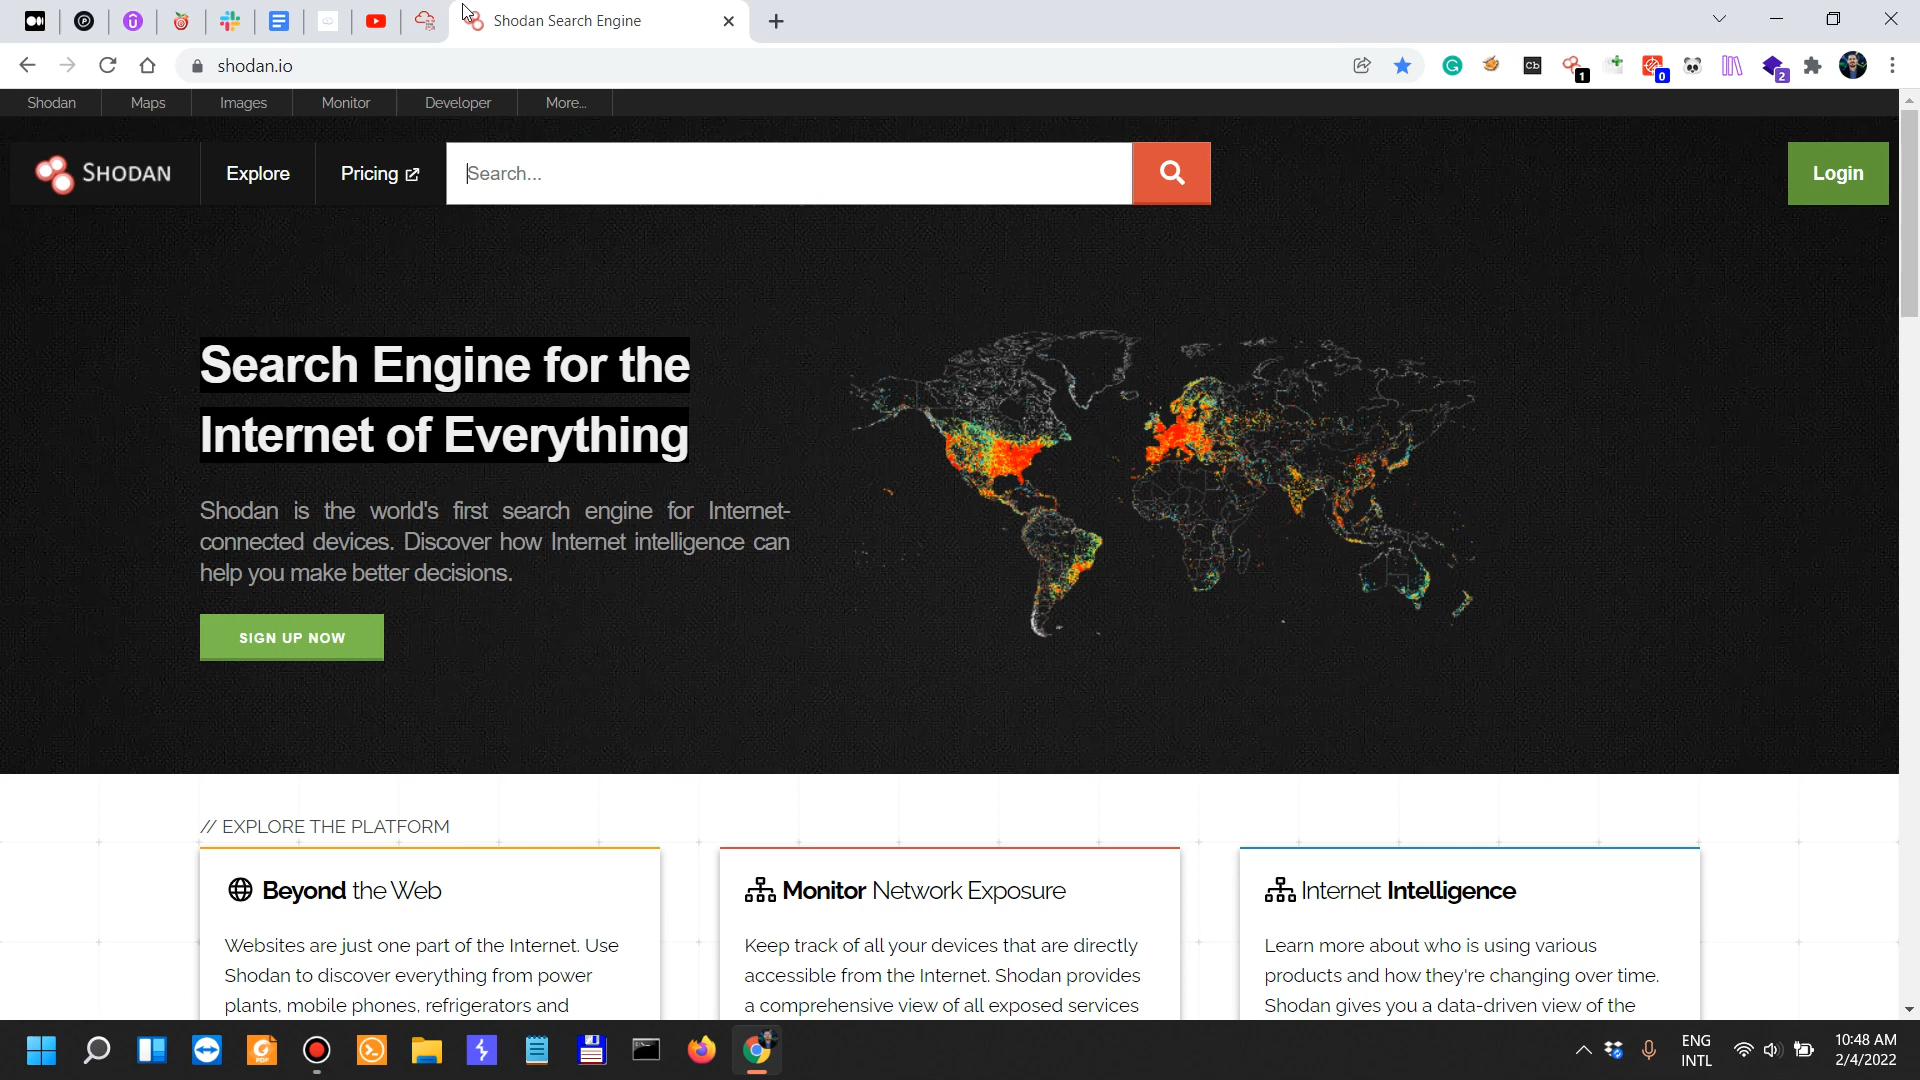 Shodan Search Engine
shodan.io
1
0
2
Shodan
Maps
Images
Monitor
Developer
More...
SHODAN
Explore
Pricing
Search...
Login
Search Engine for the
Internet of Everything
Shodan is the world's first search engine for Internet-
connected devices. Discover how Internet intelligence can
help you make better decisions.
SIGN UP NOW
// EXPLORE THE PLATFORM
Beyond the Web
Websites are just one part of the Internet. Use
Shodan to discover everything from power
plants, mobile phones, refrigerators and
Monitor Network Exposure
Keep track of all your devices that are directly
accessible from the Internet. Shodan provides
a comprehensive view of all exposed services
Internet Intelligence
Learn more about who is using various
products and how they're changing over time.
Shodan gives you a data-driven view of the
PDF
ENG
INTL
10:48 AM
2/4/2022